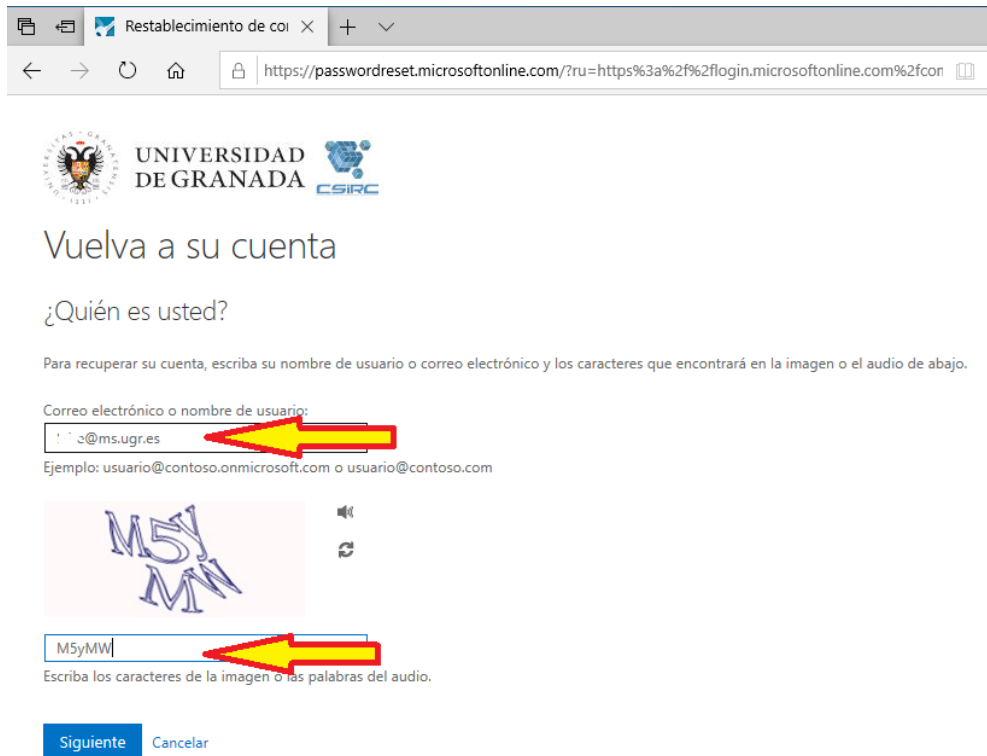 Restablecimiento de coi
https://passwordreset.microsoftonline.com/?ru=https%3a%2f%2flogin.microsoftonline.com%2fcon
UNIVERSIDAD
DE GRANADA
CSIRC
Vuelva a su cuenta
¿Quién es usted?
Para recuperar su cuenta, escriba su nombre de usuario o correo electrónico y los caracteres que encontrará en la imagen o el audio de abajo.
Correo electrónico o nombre de usuario:
@ms.ugr.es
Ejemplo: usuario@contoso.onmicrosoft.com o usuario@contoso.com
M5y
MW
M5yMW
Escriba los caracteres de la imagen o las palabras del audio.
Siguiente Cancelar